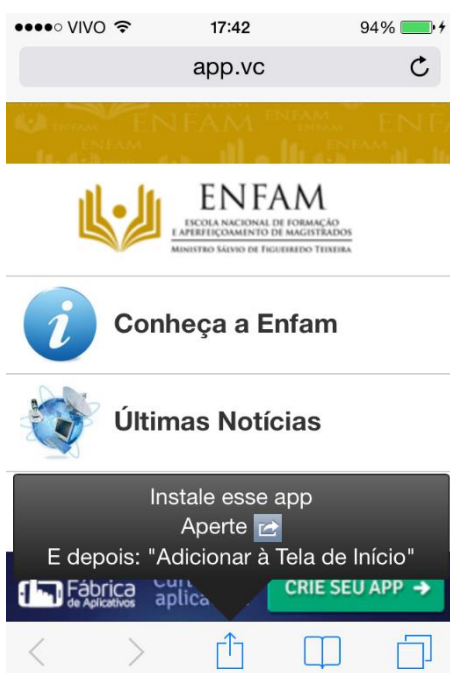 VIVO 17:42 94%
app.vc
ENFAM
ENFAM
ENFAM
ESCOLA NACIONAL DE FORMAÇÃO
E APERFEIÇOAMENTO DE MAGISTRADOS
MINISTRO SÁLVIO DE FIGUEIREDO TEIXEIRA
i Conheça a Enfam
Últimas Notícias
Instale esse app
Aperte
E depois: "Adicionar à Tela de Início"
Fábrica
de Aplicativos
CRIE SEU APP →